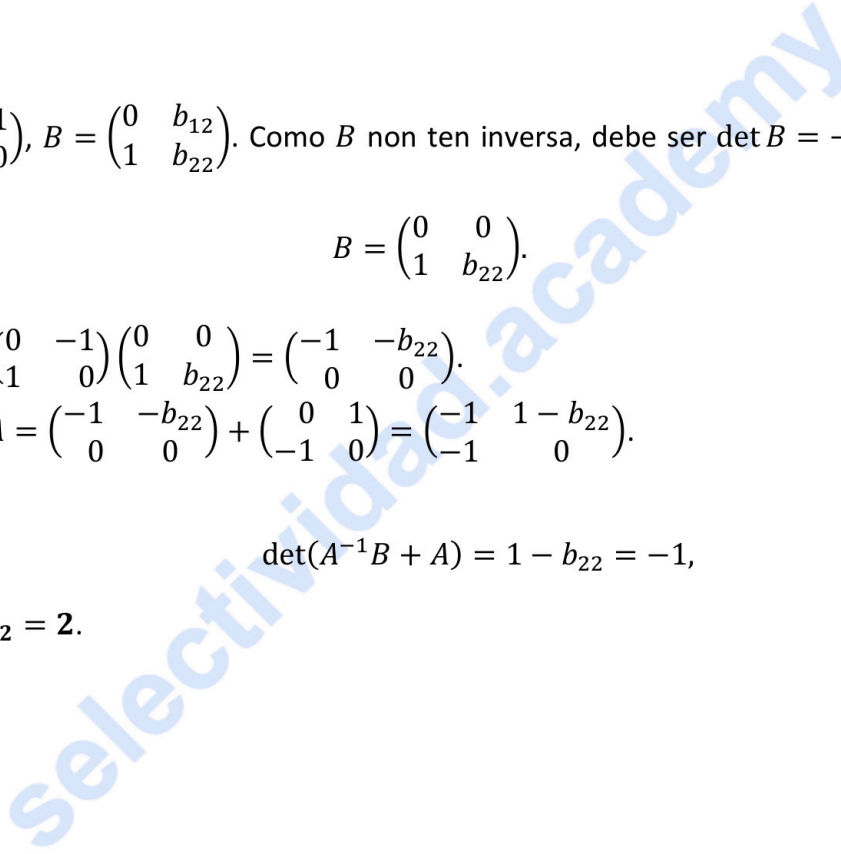 1 0), B = (0 b₁₂ 1 b₂₂). Como B non ten inversa, debe ser det B = −
B = (0 0 1 b₂₂).
(0 −1 1 0)(0 0 1 b₂₂) = (−1 −b₂₂ 0 0).
= (−1 −b₂₂ 0 0) + (0 1 −1 0) = (−1 1 − b₂₂ −1 0).
det(A⁻¹B + A) = 1 − b₂₂ = −1,
₂ = 2.
selectividad.academy